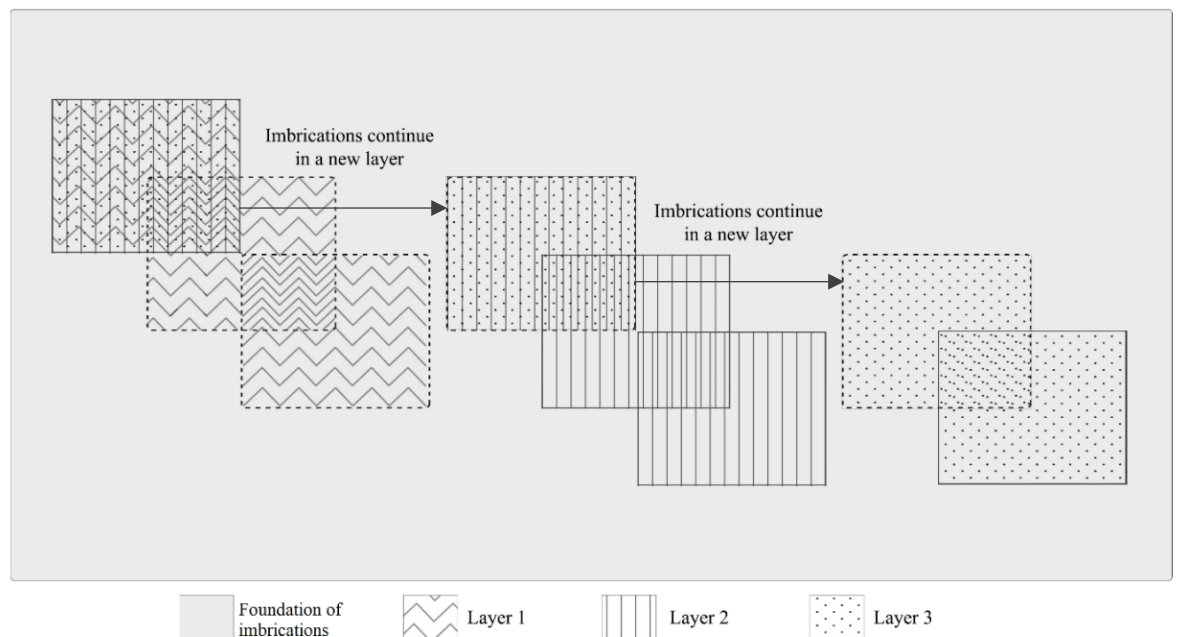 Imbrications continue
in a new layer
Imbrications continue
in a new layer
Foundation of
imbrications
Layer 1
Layer 2
Layer 3